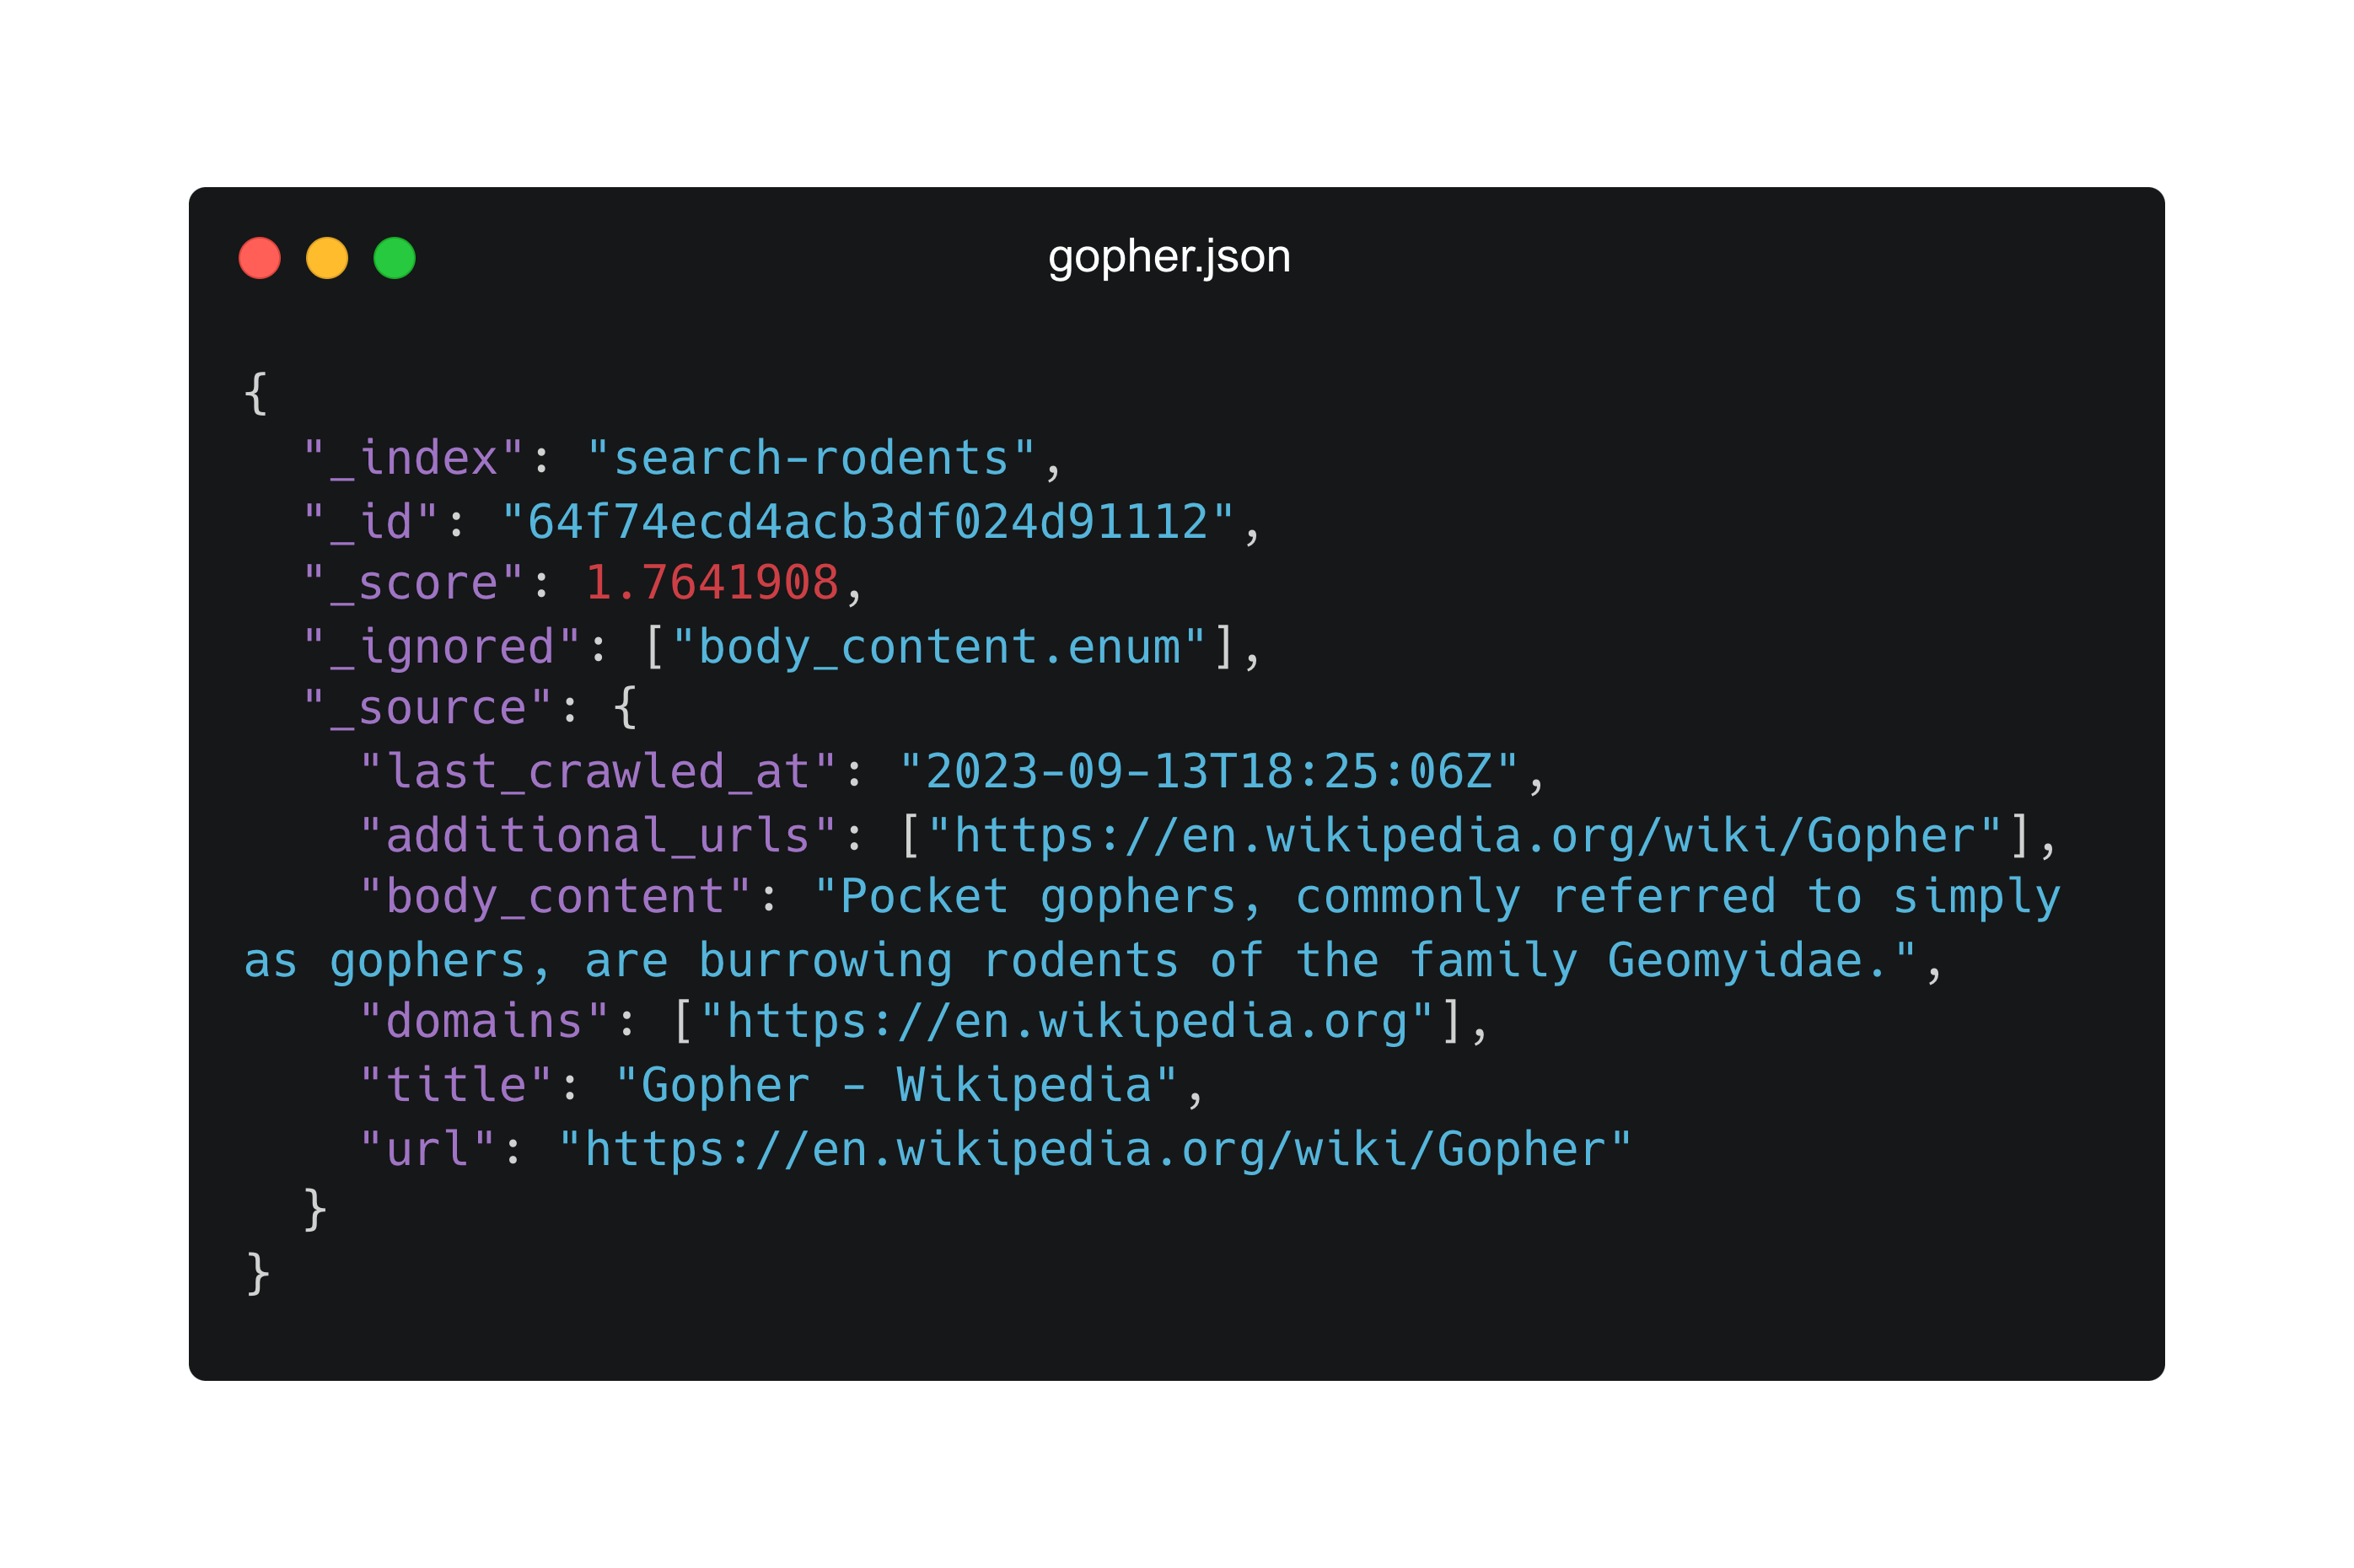 gopher.json
{
  "_index": "search-rodents",
  "_id": "64f74ecd4acb3df024d91112",
  "_score": 1.7641908,
  "_ignored": ["body_content.enum"],
  "_source": {
    "last_crawled_at": "2023-09-13T18:25:06Z",
    "additional_urls": ["https://en.wikipedia.org/wiki/Gopher"],
    "body_content": "Pocket gophers, commonly referred to simply
as gophers, are burrowing rodents of the family Geomyidae.",
    "domains": ["https://en.wikipedia.org"],
    "title": "Gopher - Wikipedia",
    "url": "https://en.wikipedia.org/wiki/Gopher"
  }
}